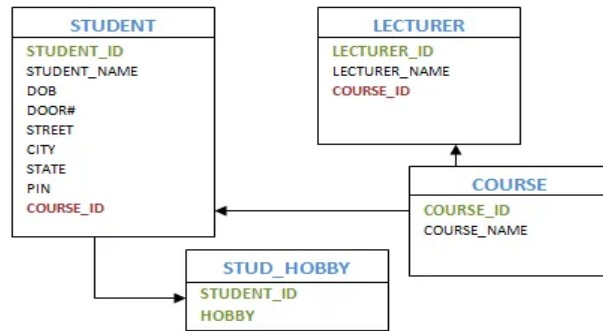 STUDENT
STUDENT_ID
STUDENT_NAME
DOB
DOOR#
STREET
CITY
STATE
PIN
COURSE_ID
LECTURER
LECTURER_ID
LECTURER_NAME
COURSE_ID
COURSE
COURSE_ID
COURSE_NAME
STUD_HOBBY
STUDENT_ID
HOBBY